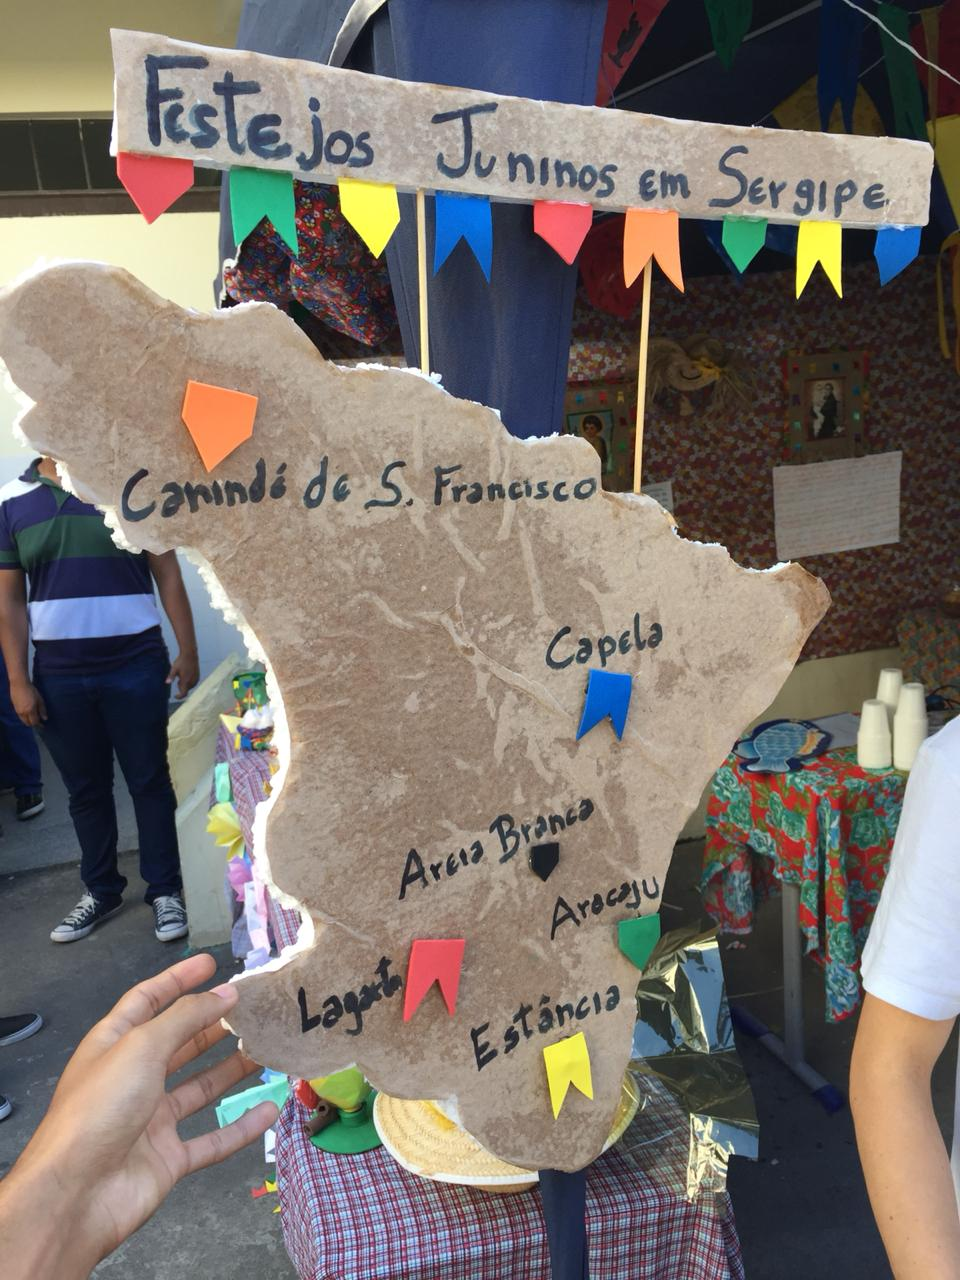 Festejos Juninos em Sergipe
Canindé de S. Francisco
Capela
Areia Branca
Aracaju
Lagarto
Estância